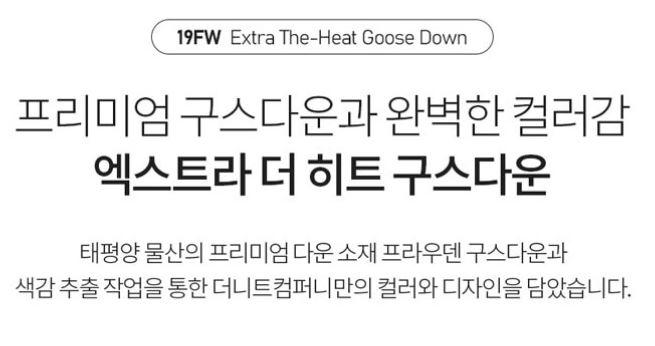 19FW Extra The-Heat Goose Down
프리미엄 구스다운과 완벽한 컬러감
엑스트라 더 히트 구스다운
태평양 물산의 프리미엄 다운 소재 프라우덴 구스다운과
색감 추출 작업을 통한 더니트컴퍼니만의 컬러와 디자인을 담았습니다.